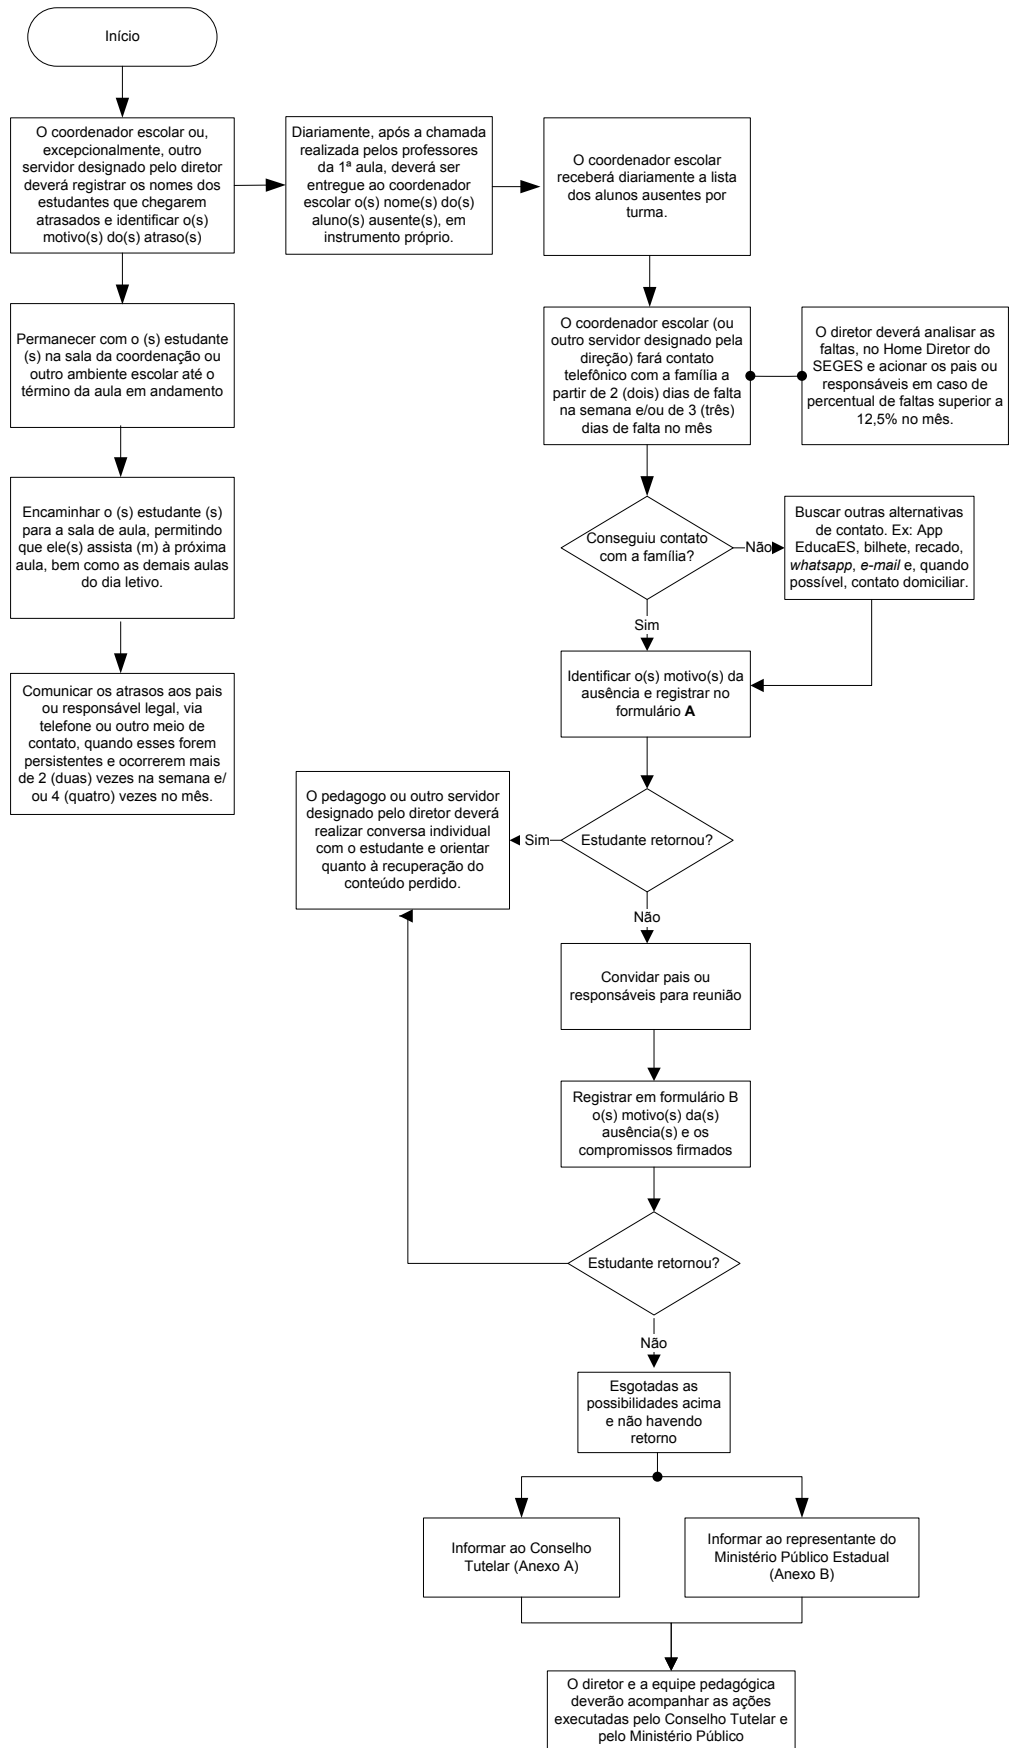 Início
O coordenador escolar ou,
excepcionalmente, outro
servidor designado pelo diretor
deverá registrar os nomes dos
estudantes que chegarem
atrasados e identificar o(s)
motivo(s) do(s) atraso(s)
Diariamente, após a chamada
realizada pelos professores
da 1ª aula, deverá ser
entregue ao coordenador
escolar o(s) nome(s) do(s)
aluno(s) ausente(s), em
instrumento próprio.
O coordenador escolar
receberá diariamente a lista
dos alunos ausentes por
turma.
Permanecer com o (s) estudante
(s) na sala da coordenação ou
outro ambiente escolar até o
término da aula em andamento
O coordenador escolar (ou
outro servidor designado pela
direção) fará contato
telefônico com a família a
partir de 2 (dois) dias de falta
na semana e/ou de 3 (três)
dias de falta no mês
O diretor deverá analisar as
faltas, no Home Diretor do
SEGES e acionar os pais ou
responsáveis em caso de
percentual de faltas superior a
12,5% no mês.
Encaminhar o (s) estudante (s)
para a sala de aula, permitindo
que ele(s) assista (m) à próxima
aula, bem como as demais aulas
do dia letivo.
Conseguiu contato
com a família?
Não
Buscar outras alternativas
de contato. Ex: App
EducaES, bilhete, recado,
whatsapp, e-mail e, quando
possível, contato domiciliar.
Sim
Comunicar os atrasos aos pais
ou responsável legal, via
telefone ou outro meio de
contato, quando esses forem
persistentes e ocorrerem mais
de 2 (duas) vezes na semana e/
ou 4 (quatro) vezes no mês.
Identificar o(s) motivo(s) da
ausência e registrar no
formulário A
O pedagogo ou outro servidor
designado pelo diretor deverá
realizar conversa individual
com o estudante e orientar
quanto à recuperação do
conteúdo perdido.
Sim
Estudante retornou?
Não
Convidar pais ou
responsáveis para reunião
Registrar em formulário B
o(s) motivo(s) da(s)
ausência(s) e os
compromissos firmados
Estudante retornou?
Não
Esgotadas as
possibilidades acima
e não havendo
retorno
Informar ao Conselho
Tutelar (Anexo A)
Informar ao representante do
Ministério Público Estadual
(Anexo B)
O diretor e a equipe pedagógica
deverão acompanhar as ações
executadas pelo Conselho Tutelar e
pelo Ministério Público